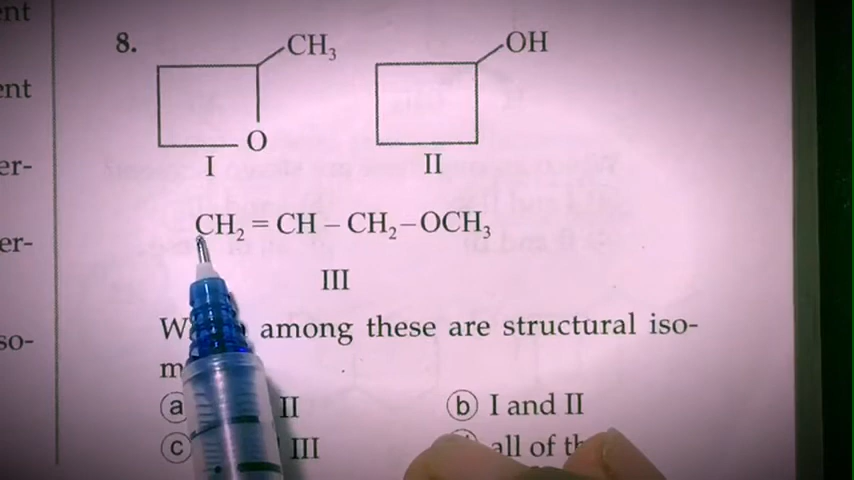 ent
ent
er-
er-
so-
8.
CH3
OH
O
I
II
CH2 = CH – CH2 – OCH3
III
among these are structural iso-
a II
b I and II
c III
all of